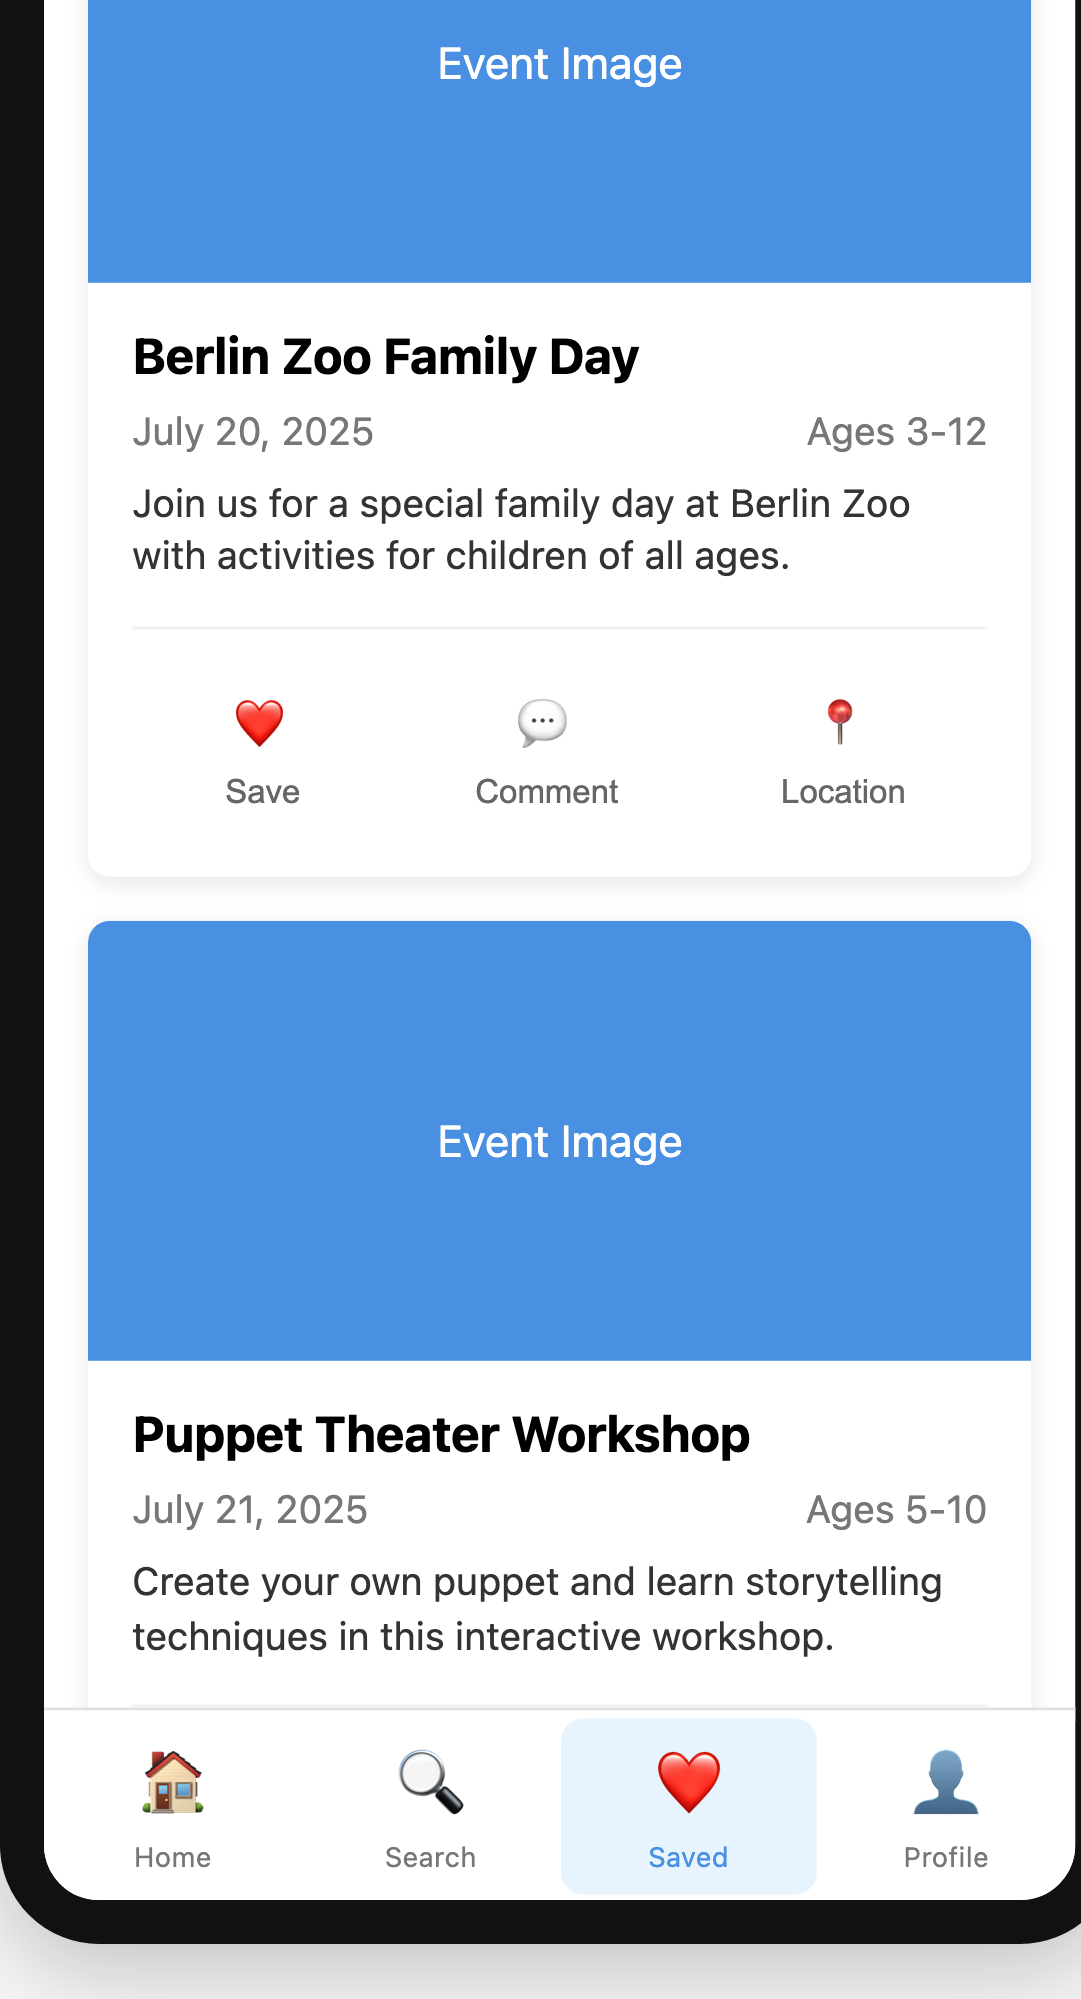 Event Image
Berlin Zoo Family Day
July 20, 2025 Ages 3-12
Join us for a special family day at Berlin Zoo
with activities for children of all ages.
Save Comment Location
Event Image
Puppet Theater Workshop
July 21, 2025 Ages 5-10
Create your own puppet and learn storytelling
techniques in this interactive workshop.
Home Search Saved Profile